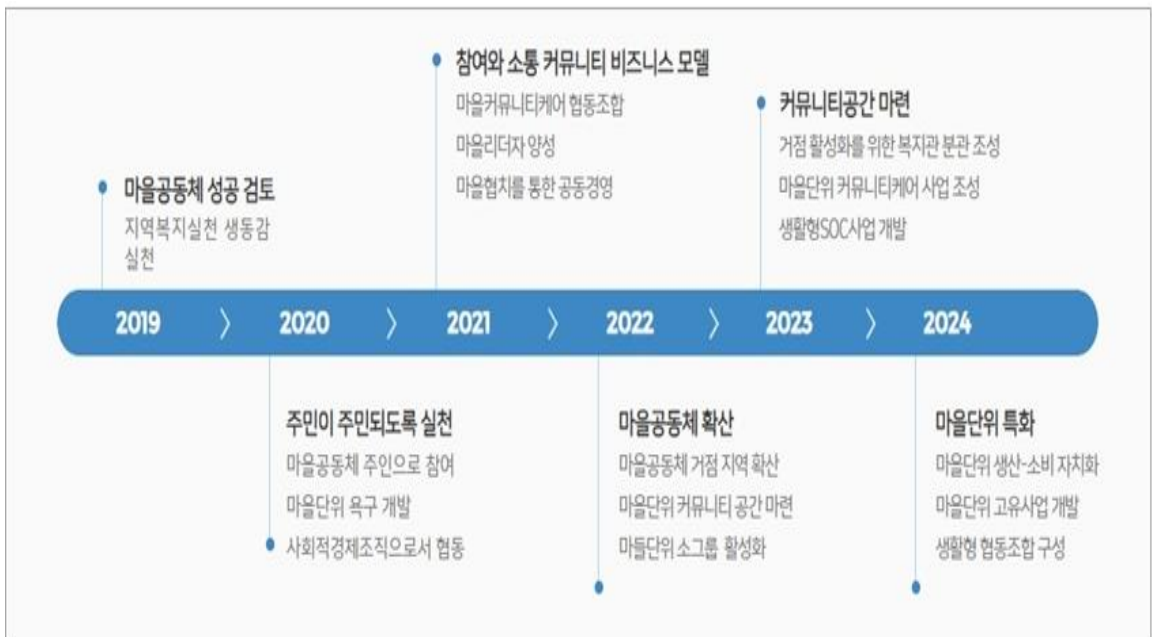 참여와 소통 커뮤니티 비즈니스 모델
마을커뮤니티케어 협동조합
마을리더자 양성
마을협치를 통한 공동경영
커뮤니티공간 마련
거점 활성화를 위한 복지관 분관 조성
마을단위 커뮤니티케어 사업 조성
생활형SOC사업 개발
마을공동체 성공 검토
지역복지실천 생동감
실천
2019 〉 2020 〉 2021 〉 2022 〉 2023 〉 2024
주민이 주민되도록 실천
마을공동체 주인으로 참여
마을단위 욕구 개발
사회적경제조직으로서 협동
마을공동체 확산
마을공동체 거점 지역 확산
마을단위 커뮤니티 공간 마련
마들단위 소그룹 활성화
마을단위 특화
마을단위 생산-소비 자치화
마을단위 고유사업 개발
생활형 협동조합 구성